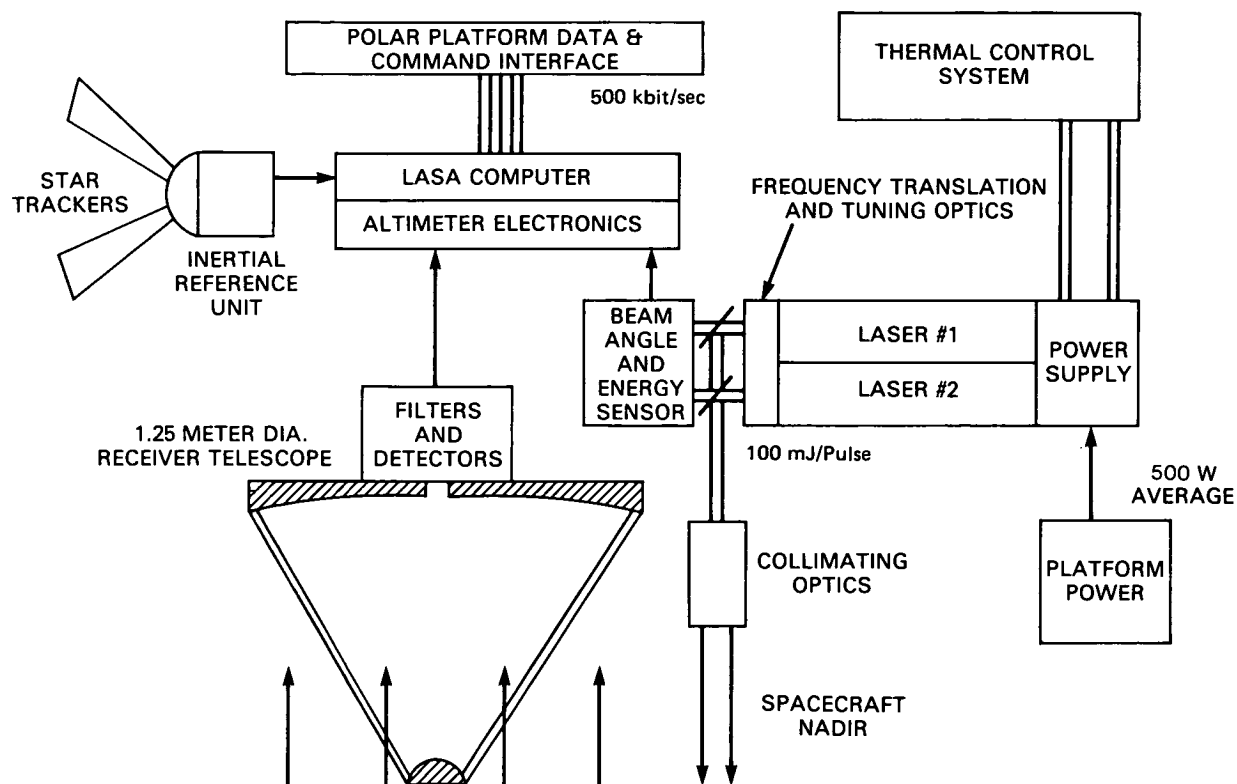 POLAR PLATFORM DATA &
COMMAND INTERFACE
500 kbit/sec
THERMAL CONTROL
SYSTEM
STAR
TRACKERS
INERTIAL
REFERENCE
UNIT
LASA COMPUTER
ALTIMETER ELECTRONICS
FREQUENCY TRANSLATION
AND TUNING OPTICS
BEAM
ANGLE
AND
ENERGY
SENSOR
LASER #1
LASER #2
POWER
SUPPLY
100 mJ/Pulse
500 W
AVERAGE
PLATFORM
POWER
1.25 METER DIA.
RECEIVER TELESCOPE
FILTERS
AND
DETECTORS
COLLIMATING
OPTICS
SPACECRAFT
NADIR